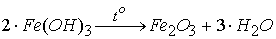 2·Fe(OH)₃ —t°→ Fe₂O₃ + 3·H₂O